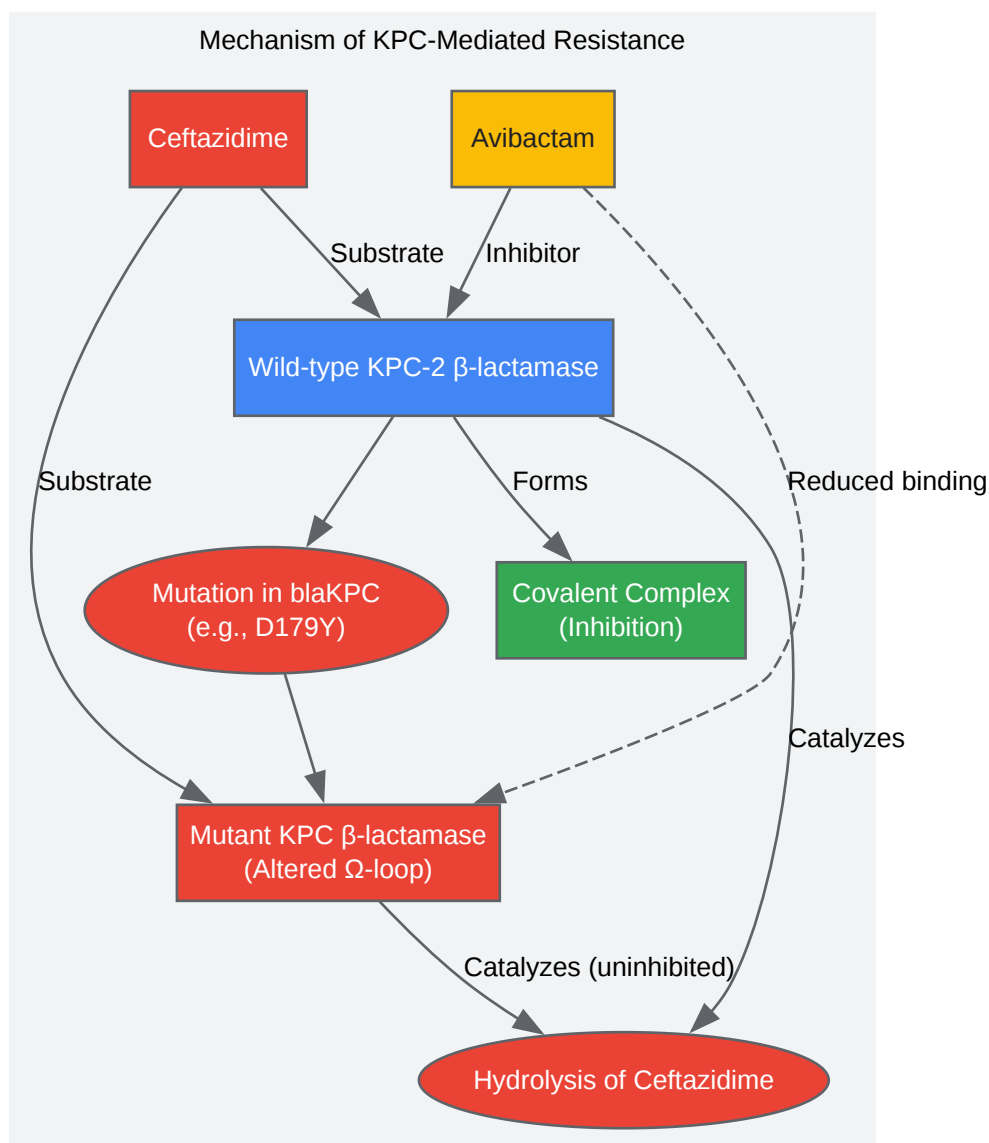 Mechanism of KPC-Mediated Resistance
Ceftazidime
Avibactam
Substrate
Inhibitor
Wild-type KPC-2 β-lactamase
Substrate
Forms
Reduced binding
Mutation in blaKPC
(e.g., D179Y)
Covalent Complex
(Inhibition)
Catalyzes
Mutant KPC β-lactamase
(Altered Ω-loop)
Catalyzes (uninhibited)
Hydrolysis of Ceftazidime